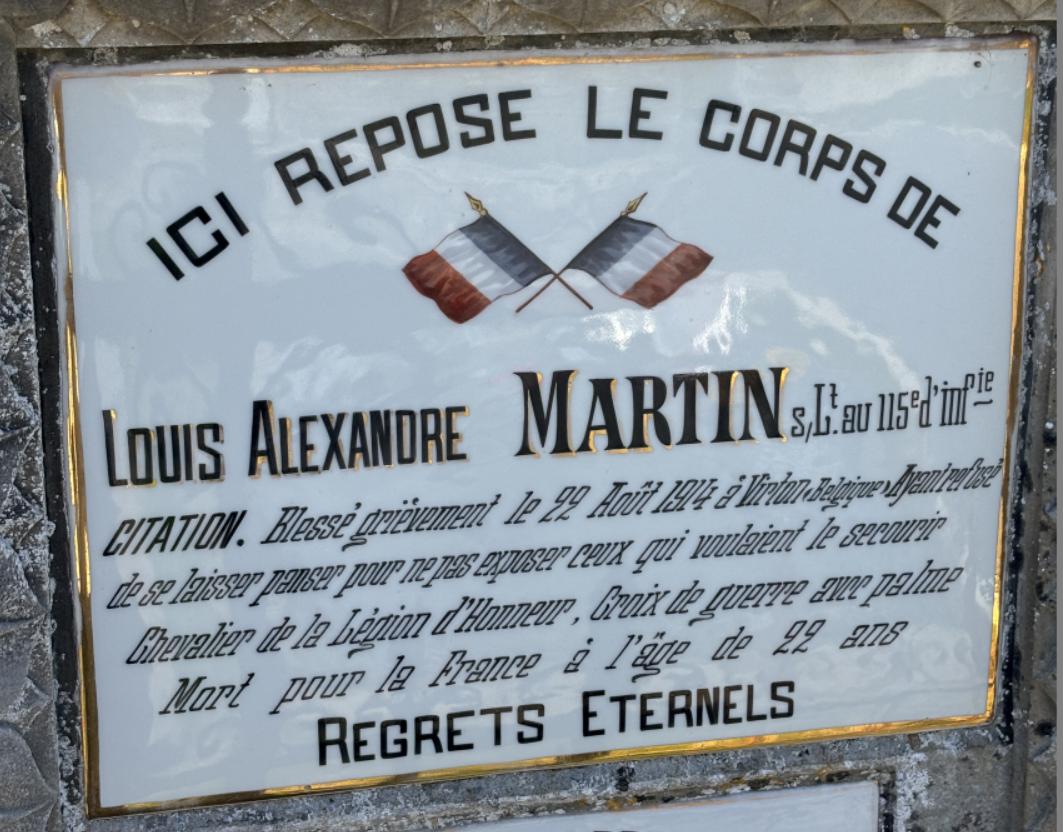 ICI REPOSE LE CORPS DE
LOUIS ALEXANDRE MARTIN s/Lt. au 115e d'infie
CITATION. Blessé grièvement le 22 Août 1914 à Virton "Belgique" Ayant refusé
de se laisser panser pour ne pas exposer ceux qui voulaient le secourir
Chevalier de la Légion d'Honneur, Croix de guerre avec palme
Mort pour la France à l'âge de 22 ans
REGRETS ETERNELS